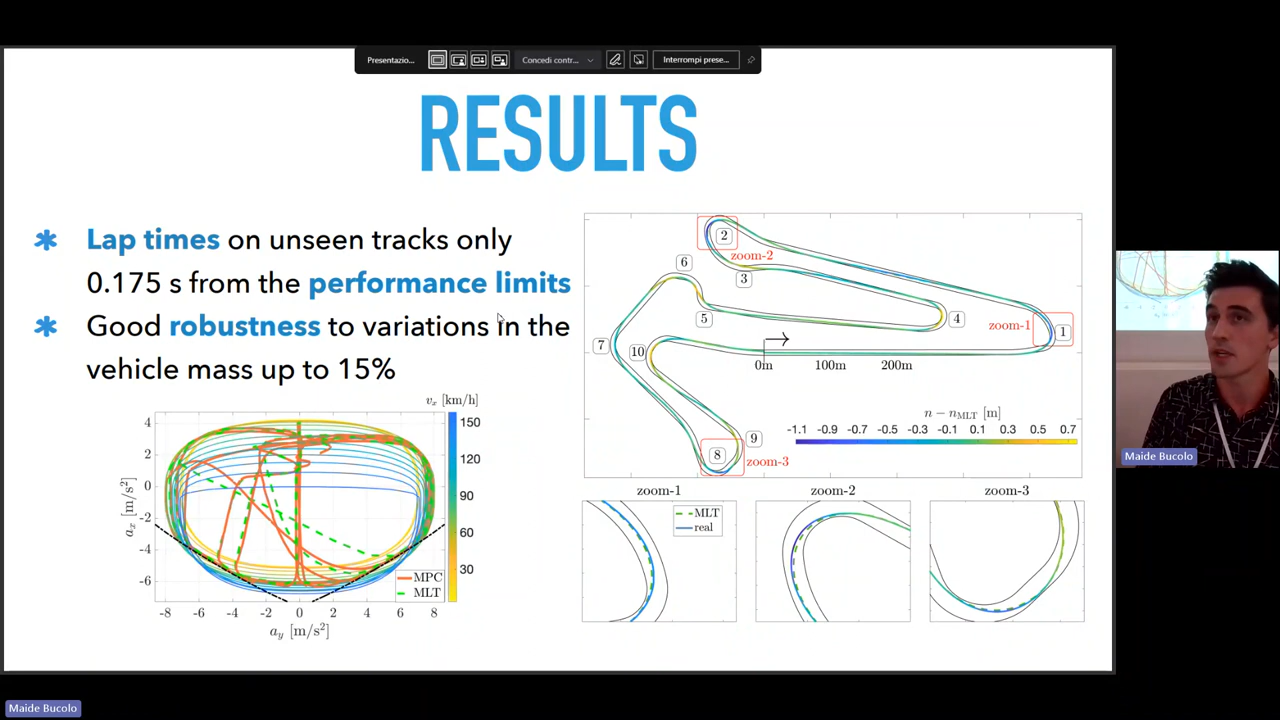 Presentazio...
Concedi contr...
Interrompi prese...
RESULTS
Lap times on unseen tracks only
0.175 s from the performance limits
Good robustness to variations in the
vehicle mass up to 15%
v_x [km/h]
150
120
90
60
30
4
2
0
-2
-4
-6
a_x [m/s²]
-8 -6 -4 -2 0 2 4 6 8
a_y [m/s²]
MPC
MLT
2
zoom-2
6
3
5
4
zoom-1
1
7
10
0m 100m 200m
n − n_MLT [m]
-1.1 -0.9 -0.7 -0.5 -0.3 -0.1 0.1 0.3 0.5 0.7
9
8
zoom-3
zoom-1 zoom-2 zoom-3
MLT
real
Maide Bucolo
Maide Bucolo